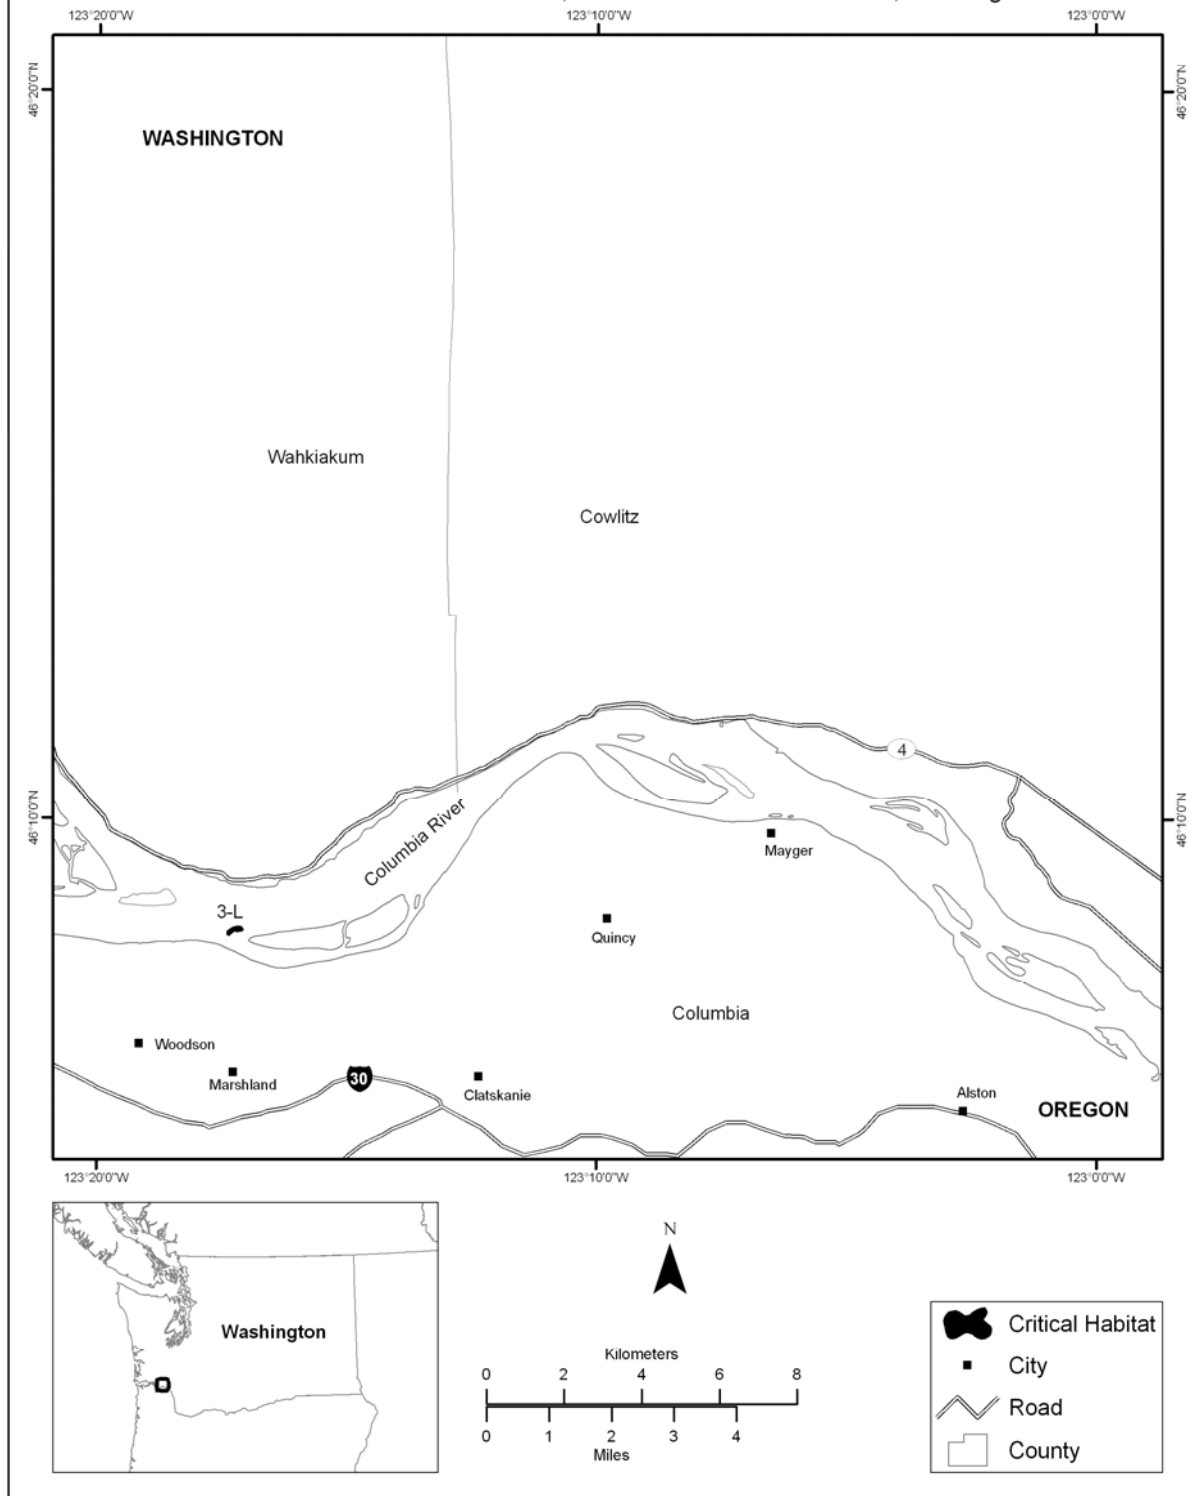 123°20'0"W 123°10'0"W 123°0'0"W
46°20'0"N 46°20'0"N
WASHINGTON
Wahkiakum
Cowlitz
4
46°10'0"N 46°10'0"N
Columbia River
Mayger
3-L
Quincy
Columbia
Woodson
Marshland
30
Clatskanie
Alston
OREGON
123°20'0"W 123°10'0"W 123°0'0"W
Washington
N
Kilometers
0 2 4 6 8
0 1 2 3 4
Miles
Critical Habitat
City
Road
County